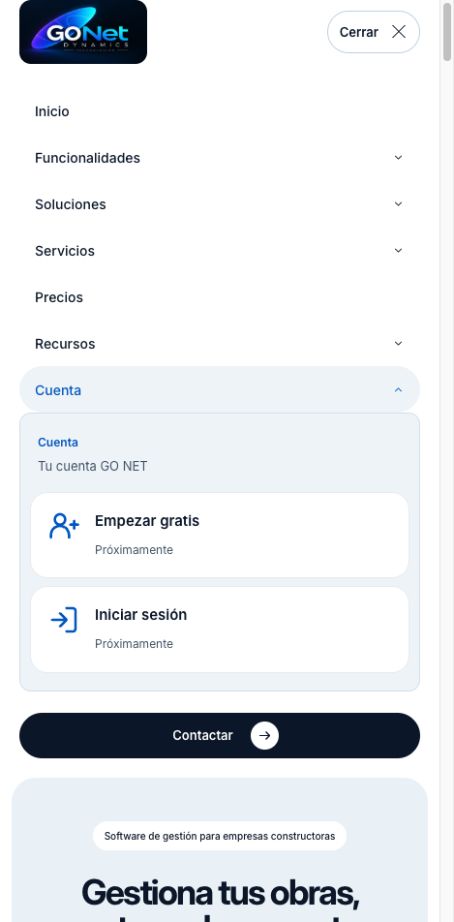 GONet
DYNAMICS
Cerrar
Inicio
Funcionalidades
Soluciones
Servicios
Precios
Recursos
Cuenta
Cuenta
Tu cuenta GO NET
Empezar gratis
Próximamente
Iniciar sesión
Próximamente
Contactar
Software de gestión para empresas constructoras
Gestiona tus obras,